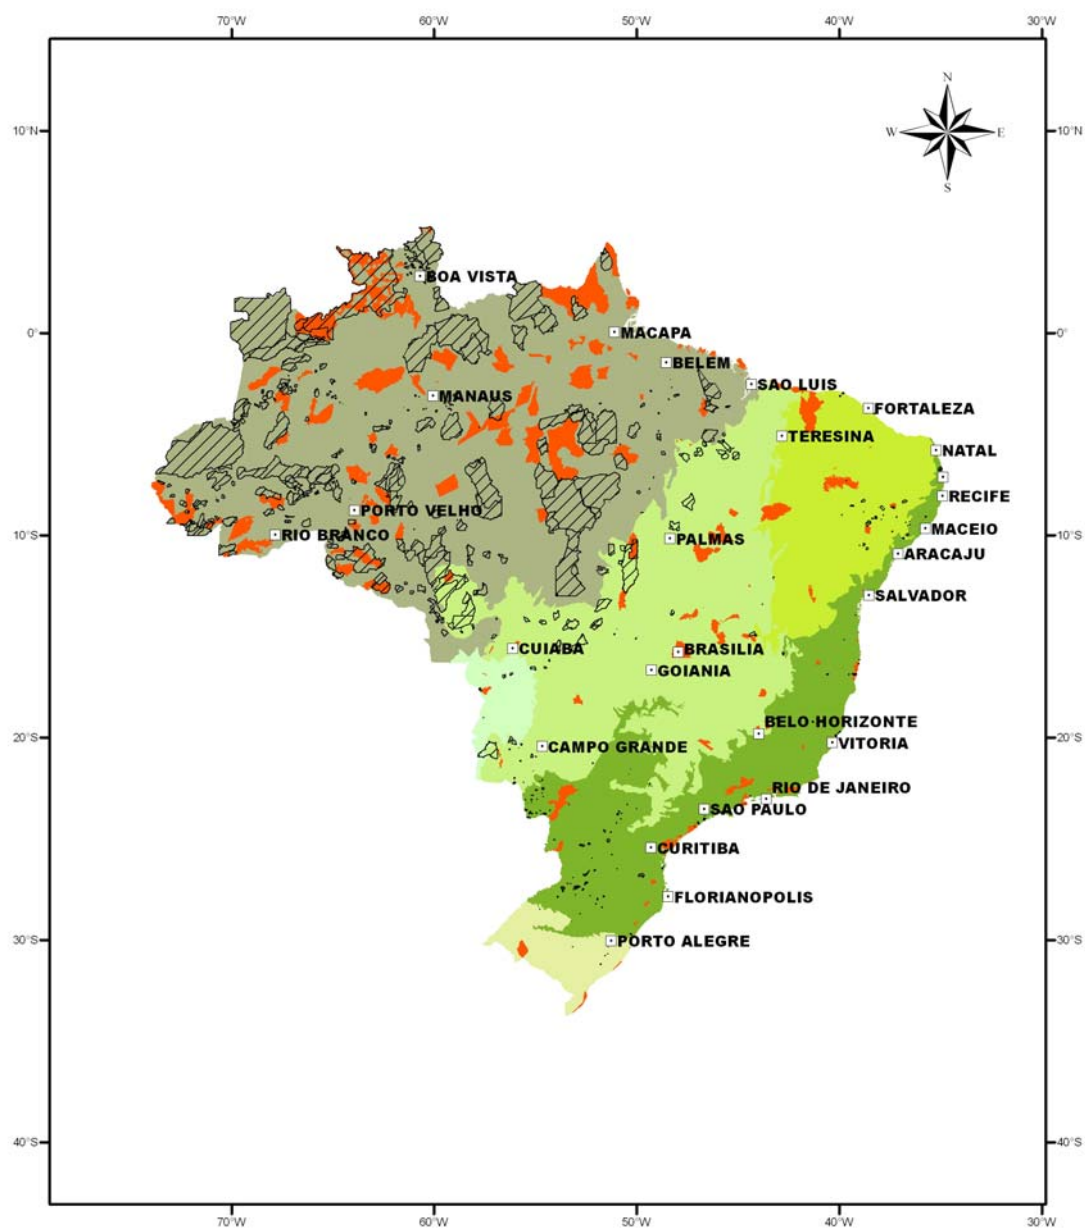 70°W 60°W 50°W 40°W 30°W
N
10°N W E 10°N
S
BOA VISTA
0° MACAPA 0°
BELEM
SAO LUIS
MANAUS
FORTALEZA
TERESINA
NATAL
RECIFE
PORTO VELHO
MACEIO
RIO BRANCO
10°S 10°S
PALMAS
ARACAJU
SALVADOR
CUIABA BRASILIA
GOIANIA
BELO HORIZONTE
20°S VITORIA 20°S
CAMPO GRANDE
RIO DE JANEIRO
SAO PAULO
CURITIBA
FLORIANOPOLIS
30°S PORTO ALEGRE 30°S
40°S 40°S
70°W 60°W 50°W 40°W 30°W